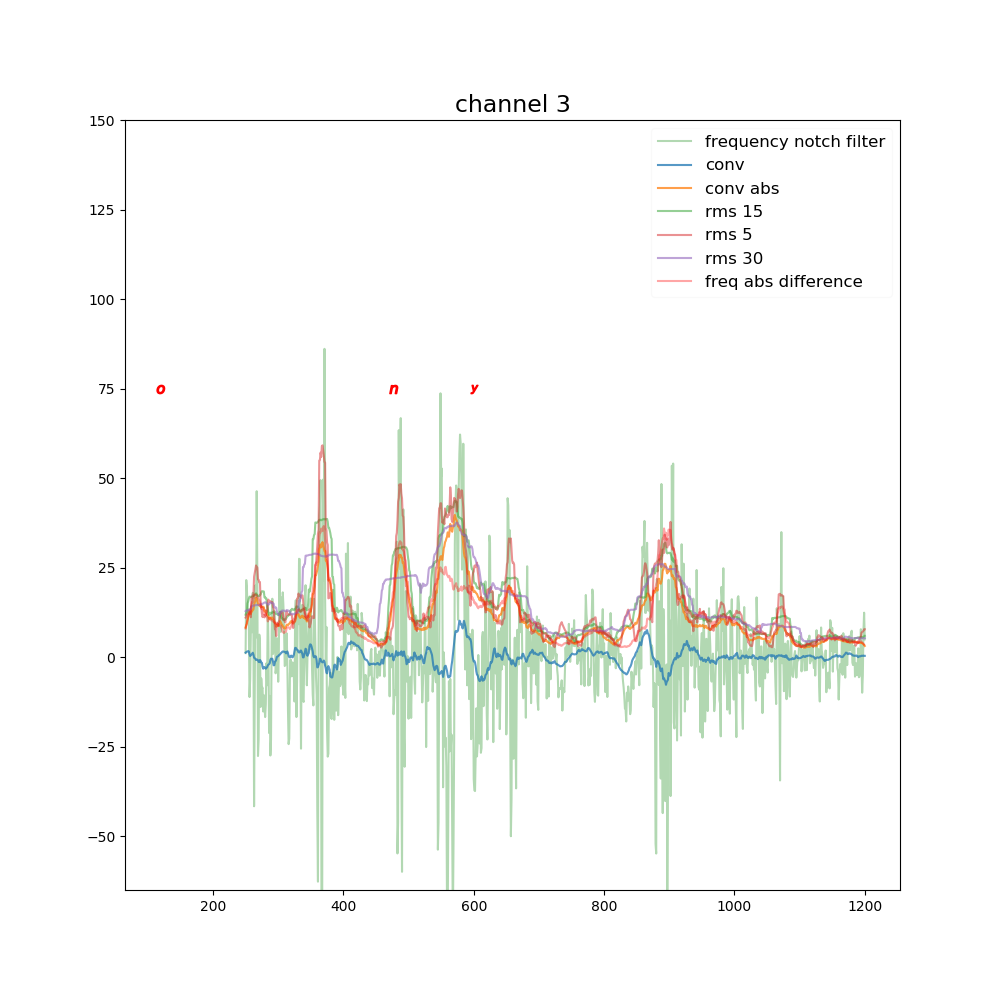 channel 3
150
125
100
75
50
25
0
−25
−50
o n y
frequency notch filter
conv
conv abs
rms 15
rms 5
rms 30
freq abs difference
200 400 600 800 1000 1200